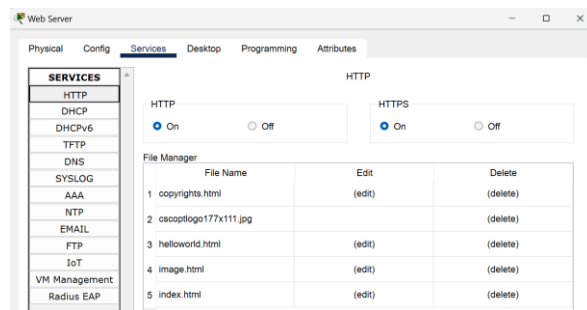 Web Server
Physical Config Services Desktop Programming Attributes
SERVICES
HTTP
DHCP
DHCPv6
TFTP
DNS
SYSLOG
AAA
NTP
EMAIL
FTP
IoT
VM Management
Radius EAP
HTTP
HTTP
On Off
HTTPS
On Off
File Manager
File Name Edit Delete
1 copyrights.html (edit) (delete)
2 cscoptlogo177x111.jpg (delete)
3 helloworld.html (edit) (delete)
4 image.html (edit) (delete)
5 index.html (edit) (delete)